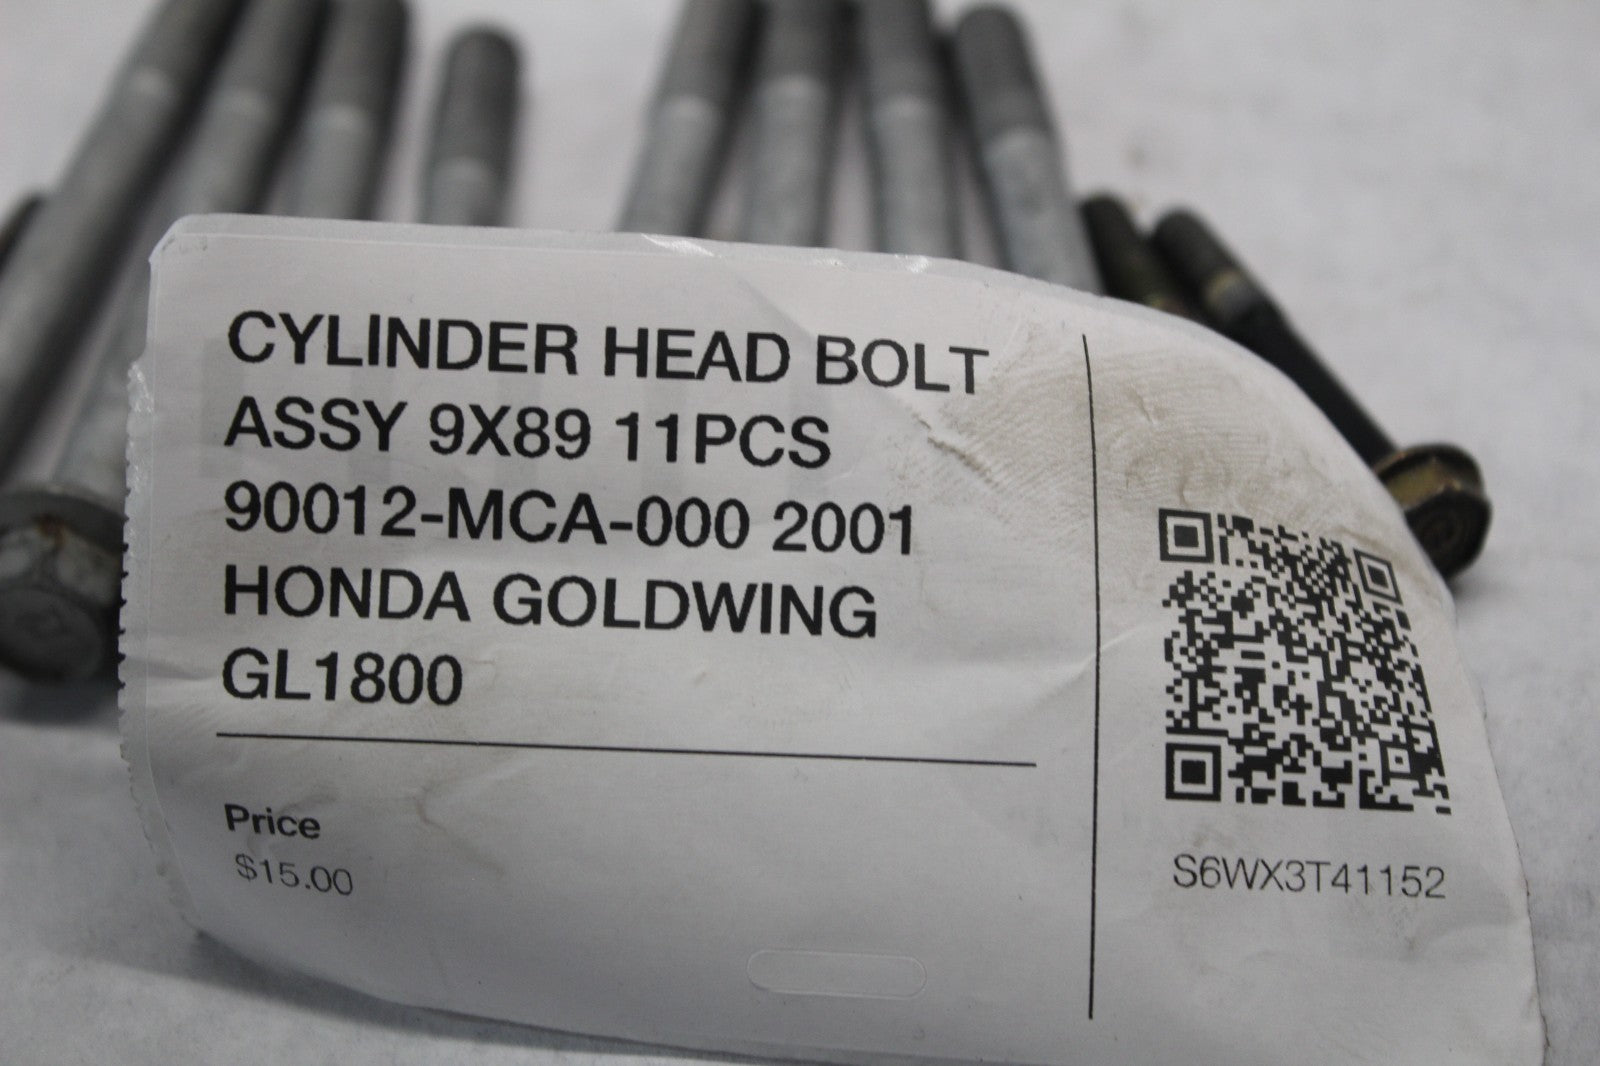 CYLINDER HEAD BOLT
ASSY 9X89 11PCS
90012-MCA-000 2001
HONDA GOLDWING
GL1800
Price
$15.00
S6WX3T41152